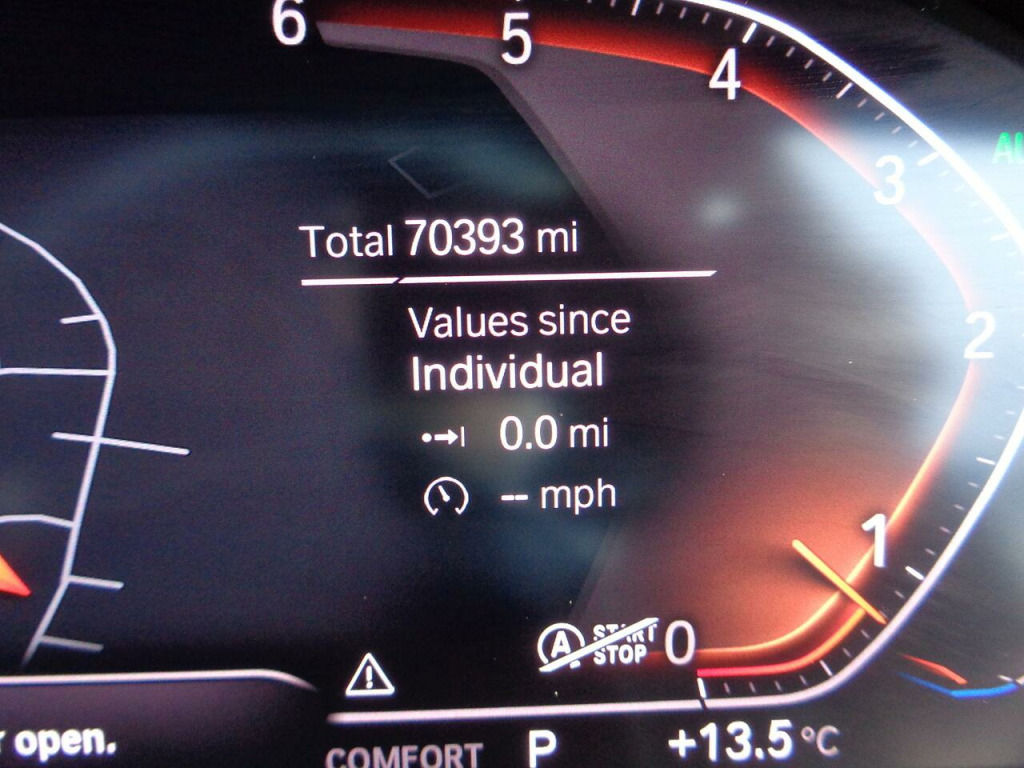 6
5
4
3
2
1
0
Total 70393 mi
Values since
Individual
0.0 mi
-- mph
A START STOP
r open.
COMFORT P +13.5 °C